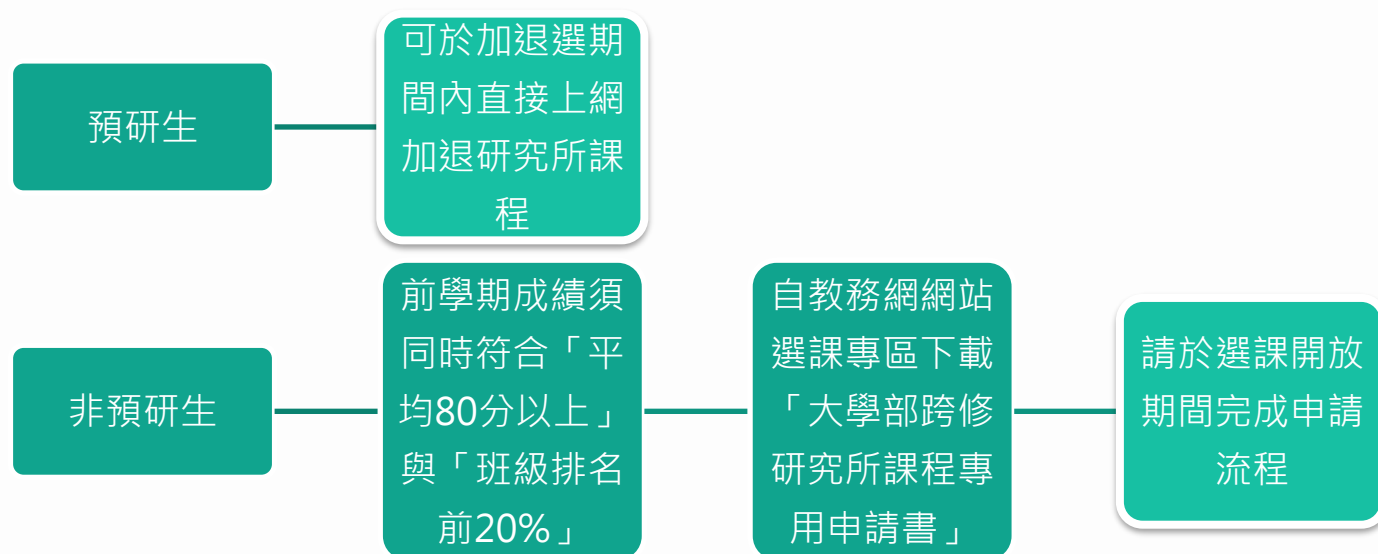 預研生
可於加退選期
間內直接上網
加退研究所課
程
非預研生
前學期成績須
同時符合「平
均80分以上」
與「班級排名
前20%」
自教務網網站
選課專區下載
「大學部跨修
研究所課程專
用申請書」
請於選課開放
期間完成申請
流程